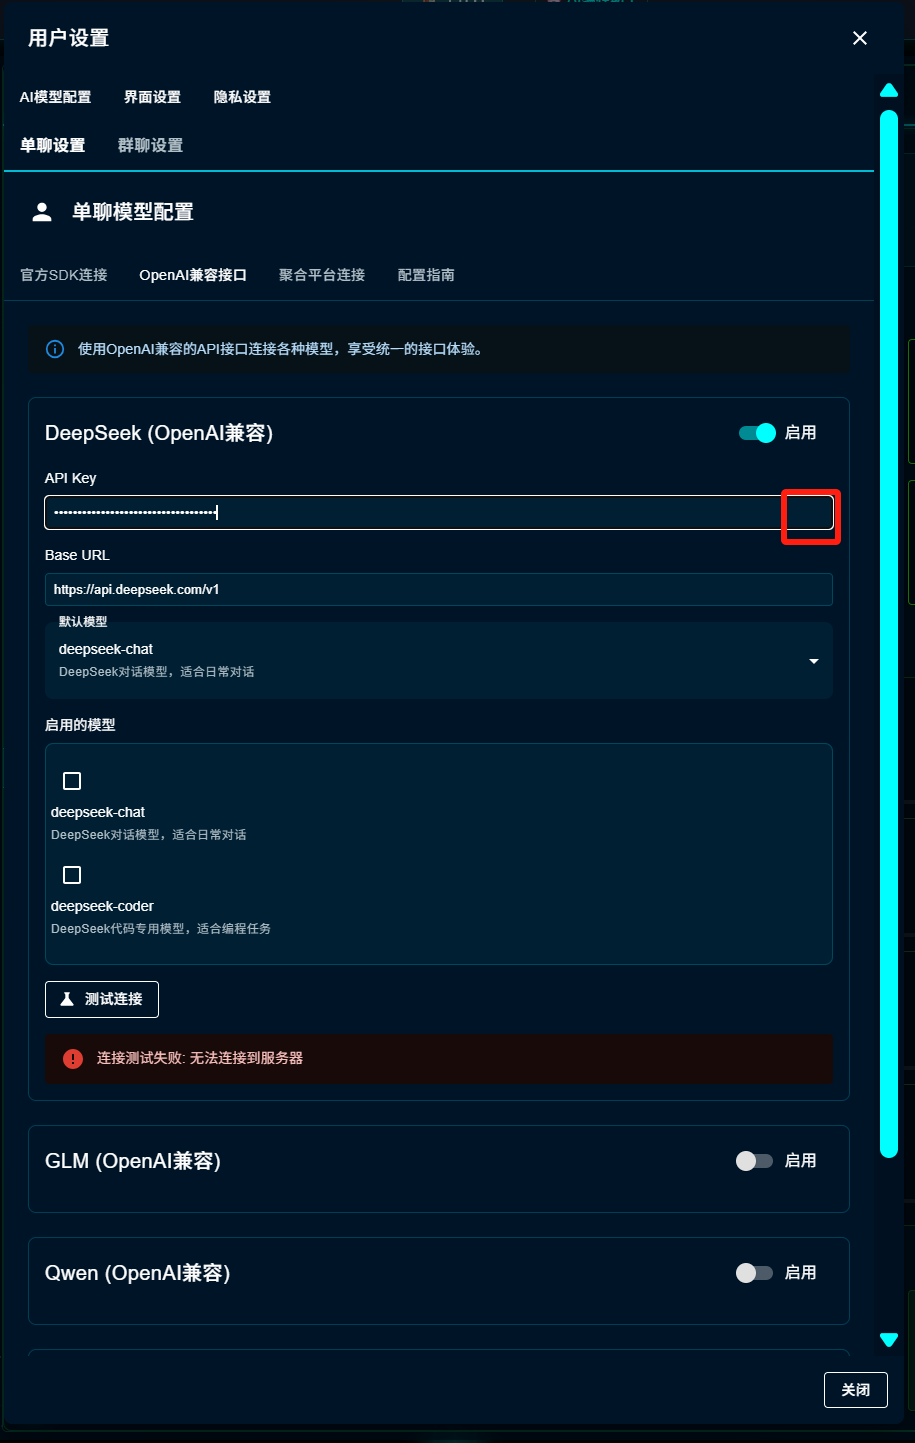 用户设置
AI模型配置 界面设置 隐私设置
单聊设置 群聊设置
单聊模型配置
官方SDK连接 OpenAI兼容接口 聚合平台连接 配置指南
使用OpenAI兼容的API接口连接各种模型，享受统一的接口体验。
DeepSeek (OpenAI兼容) 启用
API Key
Base URL
https://api.deepseek.com/v1
默认模型
deepseek-chat
DeepSeek对话模型，适合日常对话
启用的模型
deepseek-chat
DeepSeek对话模型，适合日常对话
deepseek-coder
DeepSeek代码专用模型，适合编程任务
测试连接
连接测试失败: 无法连接到服务器
GLM (OpenAI兼容) 启用
Qwen (OpenAI兼容) 启用
关闭